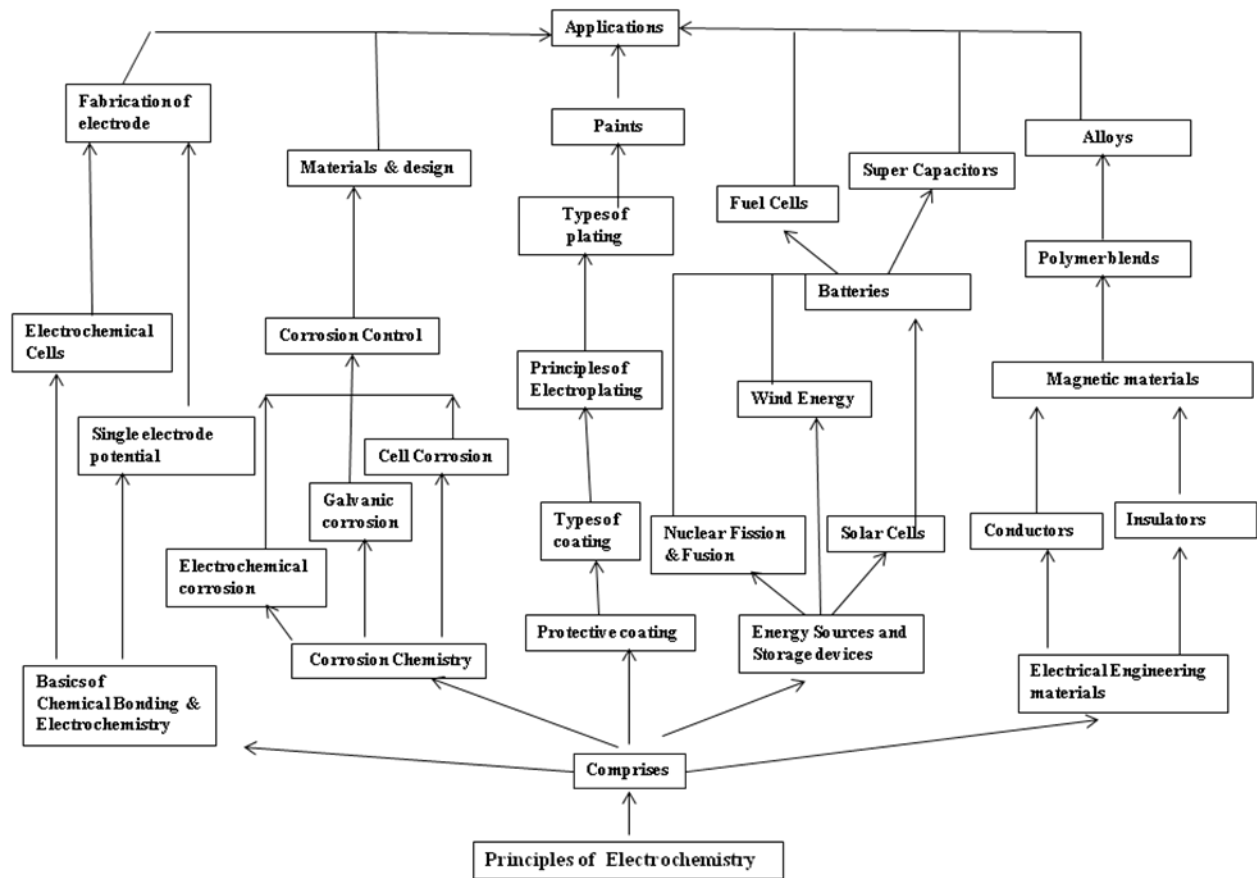 Applications
Fabrication of
electrode
Paints
Alloys
Materials & design
Super Capacitors
Fuel Cells
Types of
plating
Polymer blends
Batteries
Electrochemical
Cells
Corrosion Control
Principles of
Electroplating
Magnetic materials
Wind Energy
Single electrode
potential
Cell Corrosion
Galvanic
corrosion
Types of
coating
Nuclear Fission
& Fusion
Solar Cells
Conductors
Insulators
Electrochemical
corrosion
Protective coating
Energy Sources and
Storage devices
Corrosion Chemistry
Electrical Engineering
materials
Basics of
Chemical Bonding &
Electrochemistry
Comprises
Principles of Electrochemistry